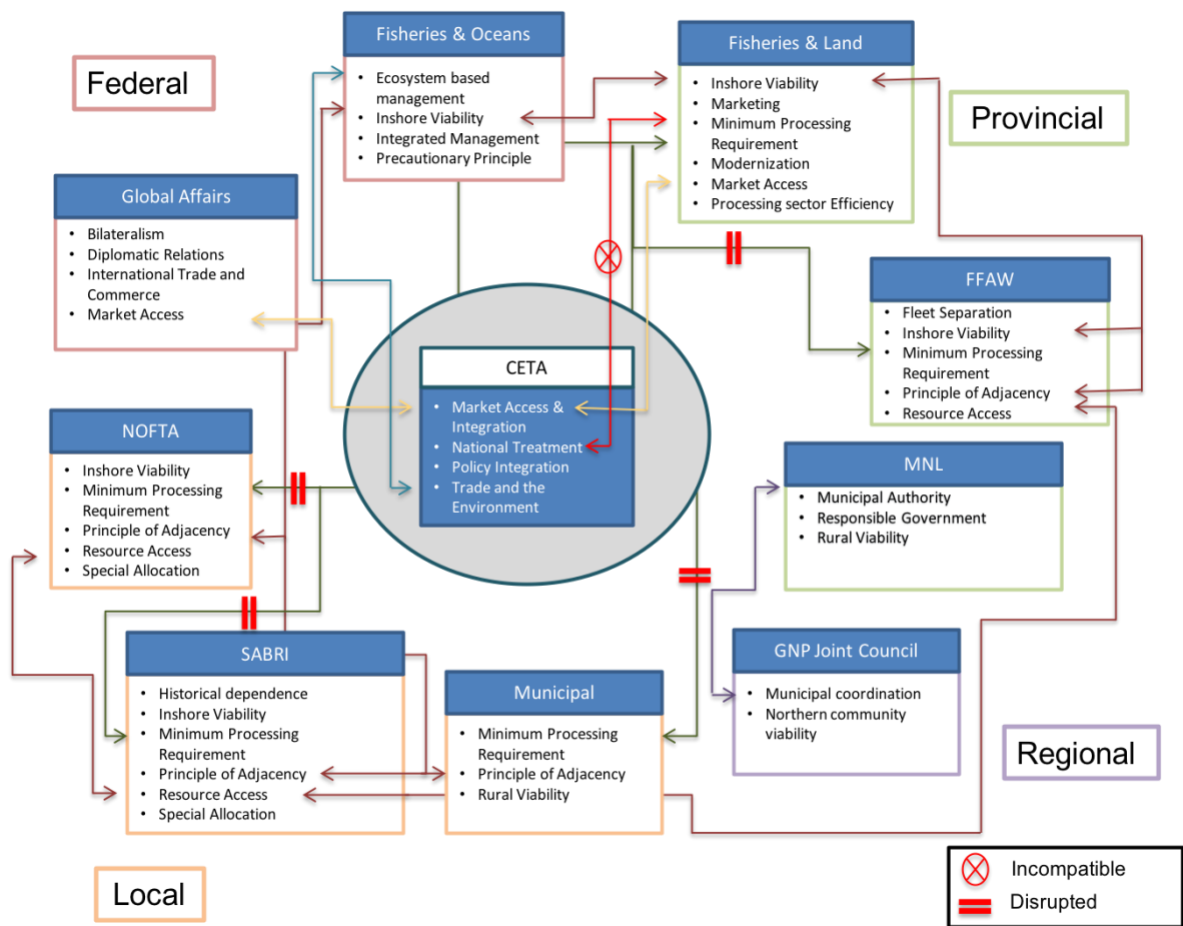 Federal
Fisheries & Oceans
• Ecosystem based
management
• Inshore Viability
• Integrated Management
• Precautionary Principle
Fisheries & Land
• Inshore Viability
• Marketing
• Minimum Processing
Requirement
• Modernization
• Market Access
• Processing sector Efficiency
Provincial
Global Affairs
• Bilateralism
• Diplomatic Relations
• International Trade and
Commerce
• Market Access
FFAW
• Fleet Separation
• Inshore Viability
• Minimum Processing
Requirement
• Principle of Adjacency
• Resource Access
CETA
• Market Access &
Integration
• National Treatment
• Policy Integration
• Trade and the
Environment
NOFTA
• Inshore Viability
• Minimum Processing
Requirement
• Principle of Adjacency
• Resource Access
• Special Allocation
MNL
• Municipal Authority
• Responsible Government
• Rural Viability
SABRI
• Historical dependence
• Inshore Viability
• Minimum Processing
Requirement
• Principle of Adjacency
• Resource Access
• Special Allocation
Municipal
• Minimum Processing
Requirement
• Principle of Adjacency
• Rural Viability
GNP Joint Council
• Municipal coordination
• Northern community
viability
Regional
Local
Incompatible
Disrupted